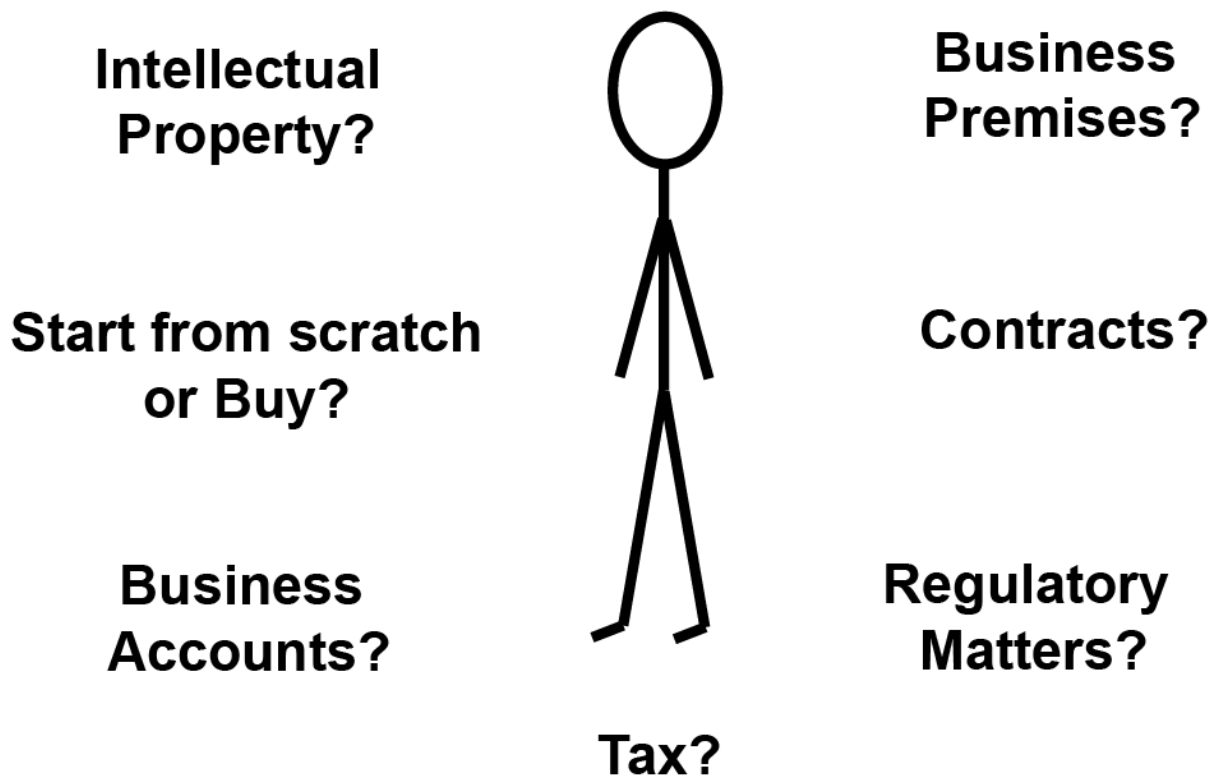 Intellectual
Property?
Business
Premises?
Start from scratch
or Buy?
Contracts?
Business
Accounts?
Regulatory
Matters?
Tax?